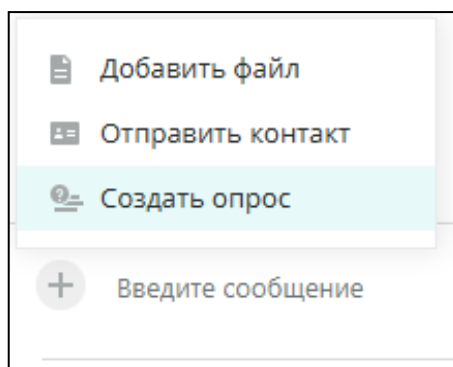 Добавить файл
Отправить контакт
Создать опрос
Введите сообщение